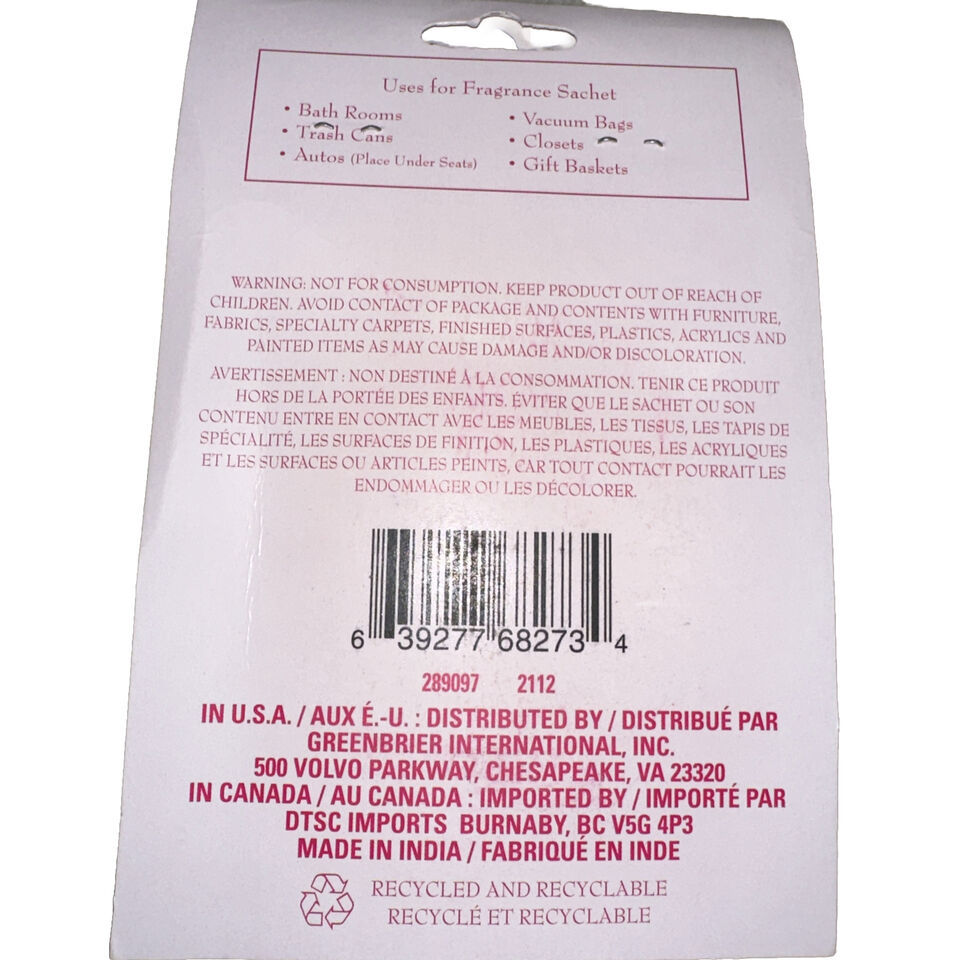 Uses for Fragrance Sachet
• Bath Rooms
• Trash Cans
• Autos (Place Under Seats)
• Vacuum Bags
• Closets
• Gift Baskets
WARNING: NOT FOR CONSUMPTION. KEEP PRODUCT OUT OF REACH OF
CHILDREN. AVOID CONTACT OF PACKAGE AND CONTENTS WITH FURNITURE,
FABRICS, SPECIALTY CARPETS, FINISHED SURFACES, PLASTICS, ACRYLICS AND
PAINTED ITEMS AS MAY CAUSE DAMAGE AND/OR DISCOLORATION.
AVERTISSEMENT : NON DESTINÉ À LA CONSOMMATION. TENIR CE PRODUIT
HORS DE LA PORTÉE DES ENFANTS. ÉVITER QUE LE SACHET OU SON
CONTENU ENTRE EN CONTACT AVEC LES MEUBLES, LES TISSUS, LES TAPIS DE
SPÉCIALITÉ, LES SURFACES DE FINITION, LES PLASTIQUES, LES ACRYLIQUES
ET LES SURFACES OU ARTICLES PEINTS, CAR TOUT CONTACT POURRAIT LES
ENDOMMAGER OU LES DÉCOLORER.
6 39277 68273 4
289097 2112
IN U.S.A. / AUX É.-U. : DISTRIBUTED BY / DISTRIBUÉ PAR
GREENBRIER INTERNATIONAL, INC.
500 VOLVO PARKWAY, CHESAPEAKE, VA 23320
IN CANADA / AU CANADA : IMPORTED BY / IMPORTÉ PAR
DTSC IMPORTS BURNABY, BC V5G 4P3
MADE IN INDIA / FABRIQUÉ EN INDE
RECYCLED AND RECYCLABLE
RECYCLÉ ET RECYCLABLE